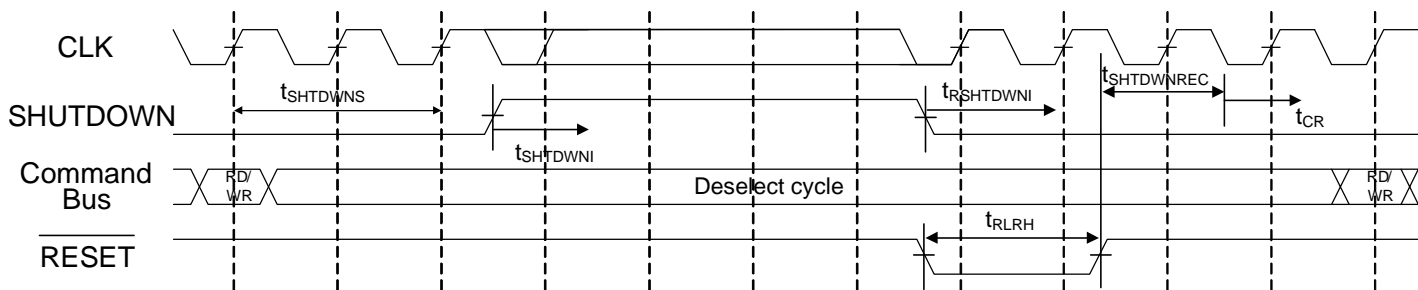 CLK
tSHTDWNS
tSHTDWNREC
SHUTDOWN
tRSHTDWNI
tCR
tSHTDWNI
Command
Bus
RD/
WR
Deselect cycle
RD/
WR
tRLRH
RESET